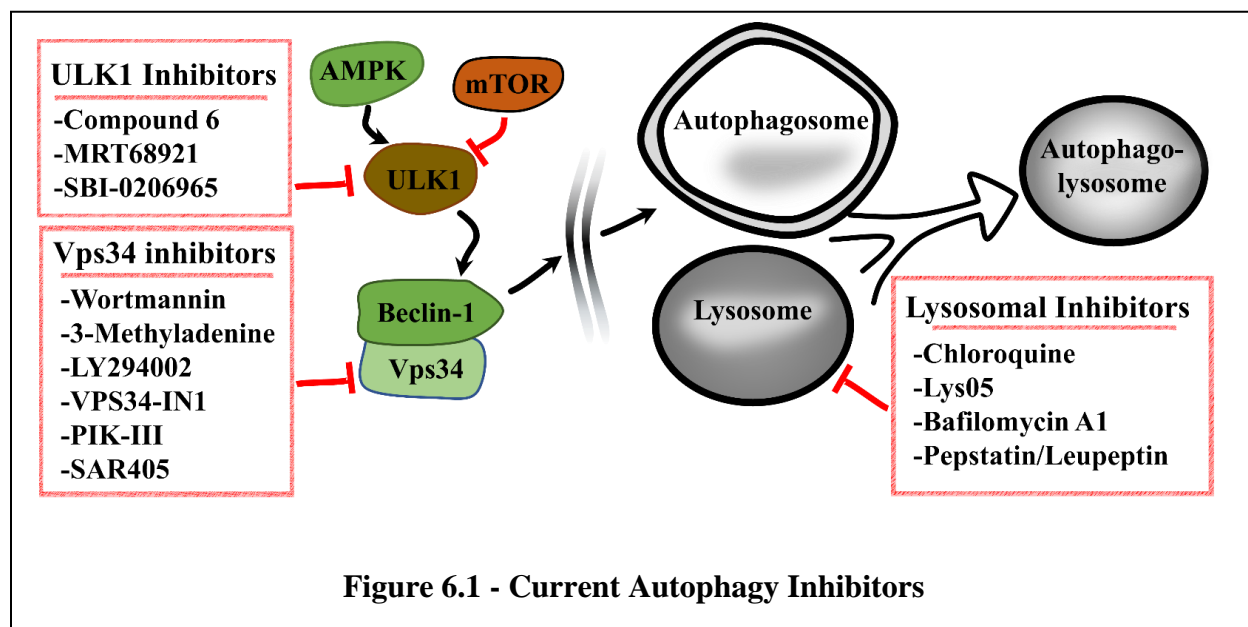 ULK1 Inhibitors
-Compound 6
-MRT68921
-SBI-0206965
AMPK
mTOR
ULK1
Vps34 inhibitors
-Wortmannin
-3-Methyladenine
-LY294002
-VPS34-IN1
-PIK-III
-SAR405
Beclin-1
Vps34
Autophagosome
Lysosome
Autophago-
lysosome
Lysosomal Inhibitors
-Chloroquine
-Lys05
-Bafilomycin A1
-Pepstatin/Leupeptin
Figure 6.1 - Current Autophagy Inhibitors